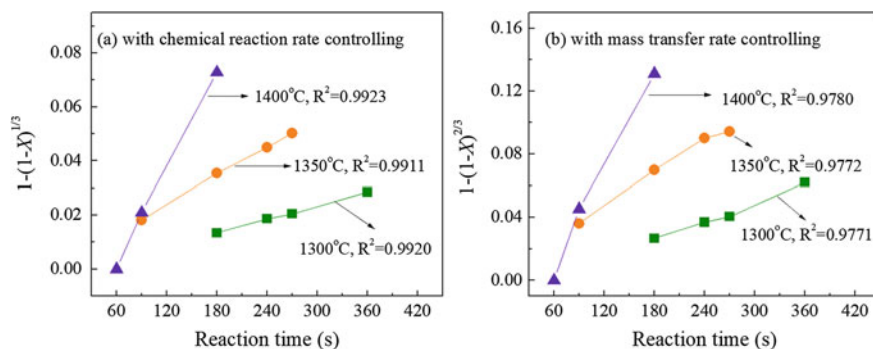 (a) with chemical reaction rate controlling
1400°C, R²=0.9923
1350°C, R²=0.9911
1300°C, R²=0.9920
0.08
0.06
0.04
0.02
0.00
1-(1-X)^1/3
60 120 180 240 300 360 420
Reaction time (s)
(b) with mass transfer rate controlling
1400°C, R²=0.9780
1350°C, R²=0.9772
1300°C, R²=0.9771
0.16
0.12
0.08
0.04
0.00
1-(1-X)^2/3
60 120 180 240 300 360 420
Reaction time (s)